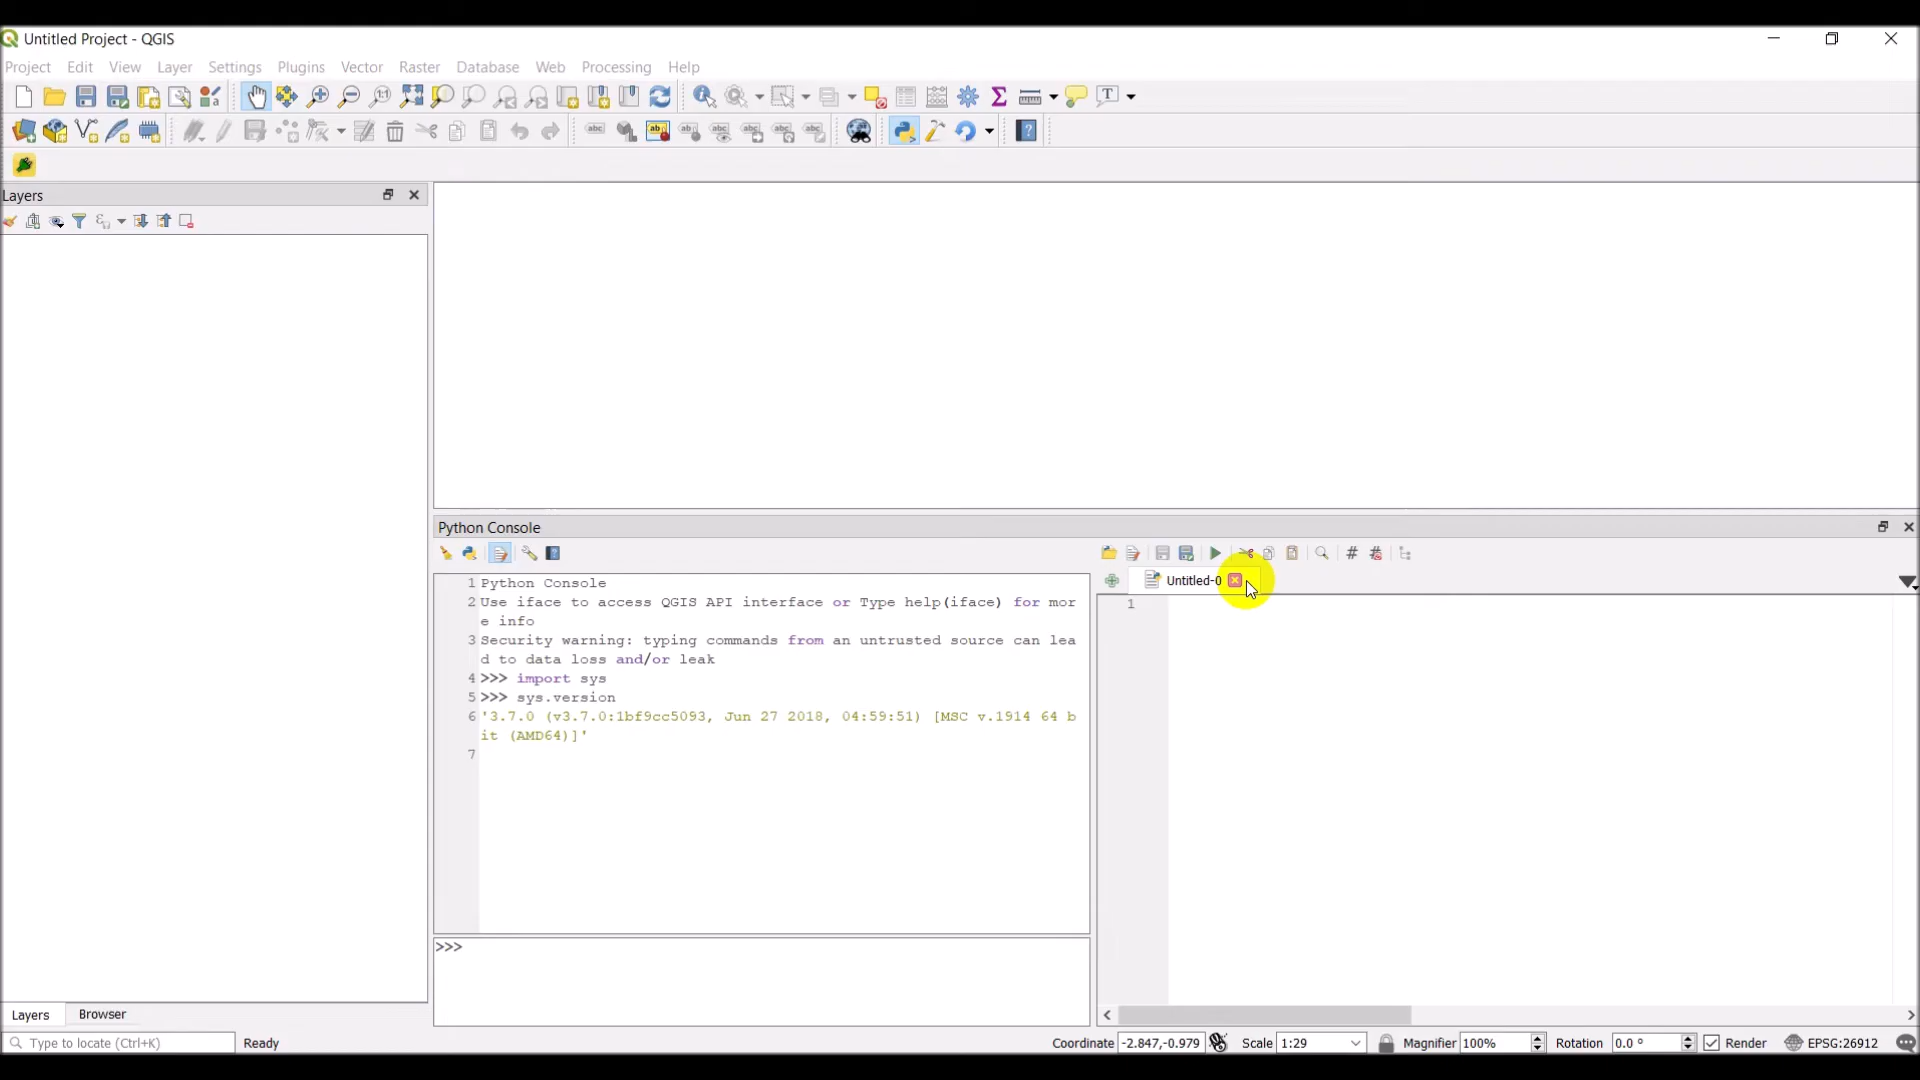 Untitled Project - QGIS
Project Edit View Layer Settings Plugins Vector Raster Database Web Processing Help
Layers
Python Console
Untitled-0
1
1 Python Console
2 Use iface to access QGIS API interface or Type help(iface) for mor
e info
3 Security warning: typing commands from an untrusted source can lea
d to data loss and/or leak
4 >>> import sys
5 >>> sys.version
6 '3.7.0 (v3.7.0:1bf9cc5093, Jun 27 2018, 04:59:51) [MSC v.1914 64 b
it (AMD64)]'
7
>>>
Layers Browser
Type to locate (Ctrl+K) Ready Coordinate -2.847,-0.979 Scale 1:29 Magnifier 100% Rotation 0.0 ° Render EPSG:26912